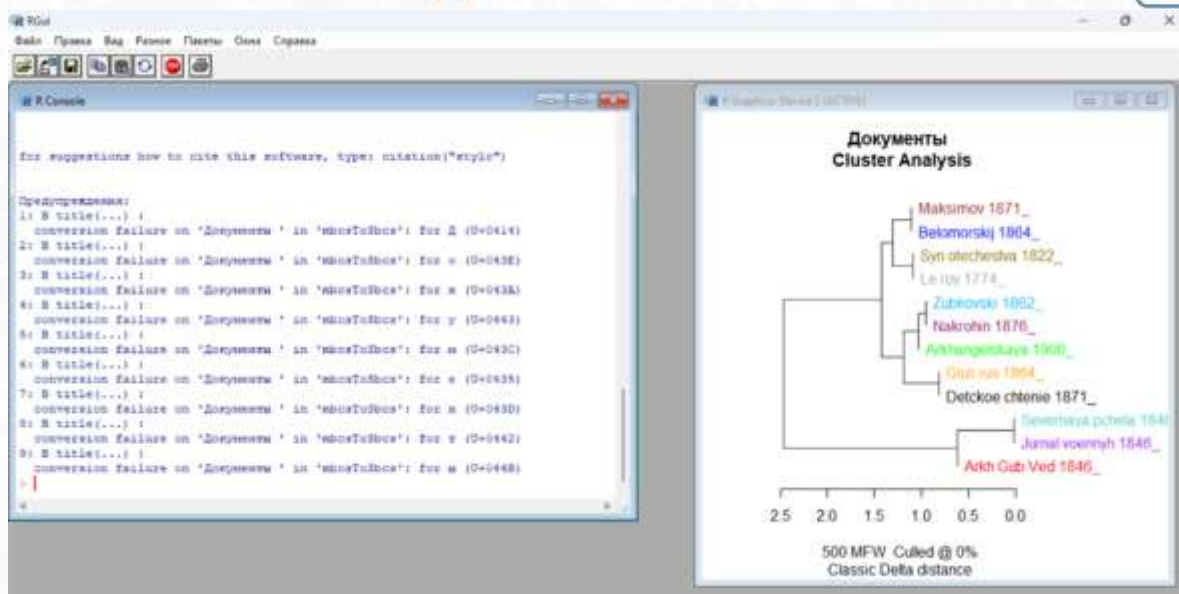 RGui
Файл Правка Вид Разное Пакеты Окна Справка
R Console
for suggestions how to cite this software, type: citation("stylo")
Предупреждения:
1: В title(...) :
conversion failure on 'Документы ' in 'mbcsToSbcs': for Д (U+0414)
2: В title(...) :
conversion failure on 'Документы ' in 'mbcsToSbcs': for о (U+043E)
3: В title(...) :
conversion failure on 'Документы ' in 'mbcsToSbcs': for к (U+043A)
4: В title(...) :
conversion failure on 'Документы ' in 'mbcsToSbcs': for у (U+0443)
5: В title(...) :
conversion failure on 'Документы ' in 'mbcsToSbcs': for м (U+043C)
6: В title(...) :
conversion failure on 'Документы ' in 'mbcsToSbcs': for е (U+0435)
7: В title(...) :
conversion failure on 'Документы ' in 'mbcsToSbcs': for н (U+043D)
8: В title(...) :
conversion failure on 'Документы ' in 'mbcsToSbcs': for т (U+0442)
9: В title(...) :
conversion failure on 'Документы ' in 'mbcsToSbcs': for ы (U+044B)
>
R Graphics: Device 2 (ACTIVE)
Документы
Cluster Analysis
Maksimov 1871_
Belomorskij 1864_
Syn otechestva 1822_
Le roy 1774_
Zubkovski 1862_
Nakrohin 1876_
Arkhangelskaya 1900_
rus 1864_
Detckoe chtenie 1871_
Severnaya pchela 1846
Jurnal voennyh 1846_
Arkh Gub Ved 1846_
2.5 2.0 1.5 1.0 0.5 0.0
500 MFW Culled @ 0%
Classic Delta distance